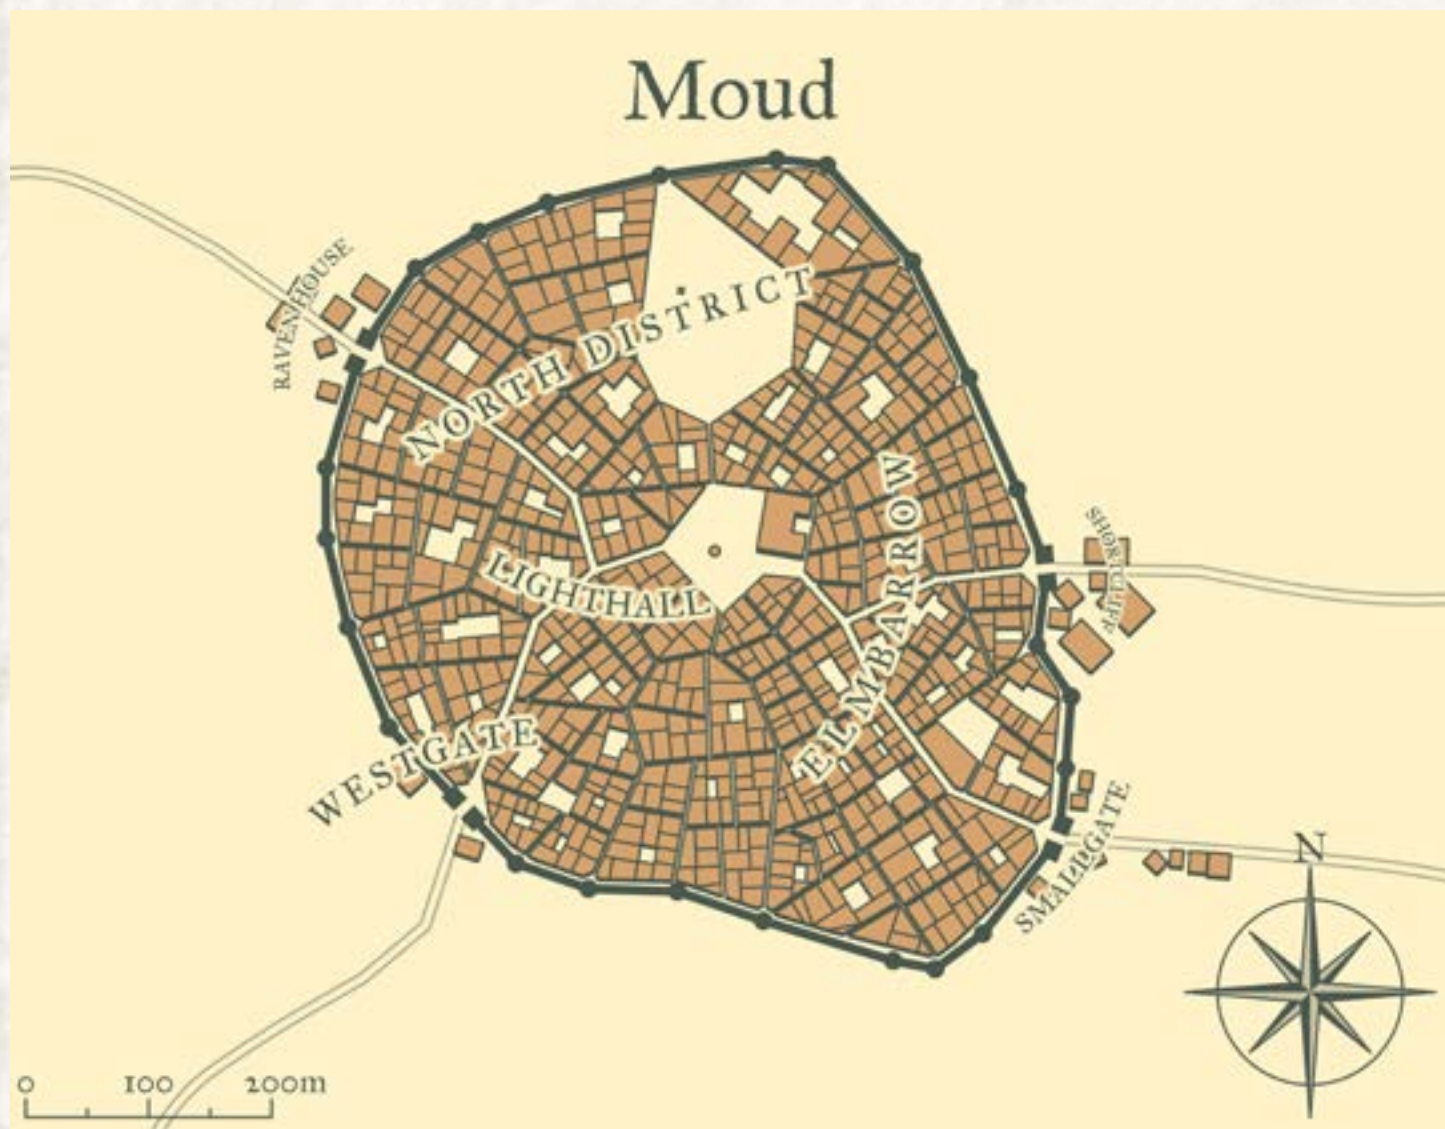 Moud
RAVENHOUSE
NORTH DISTRICT
ELMBARROW
LIGHTHALL
WESTGATE
SMALLGATE
N
0 100 200m